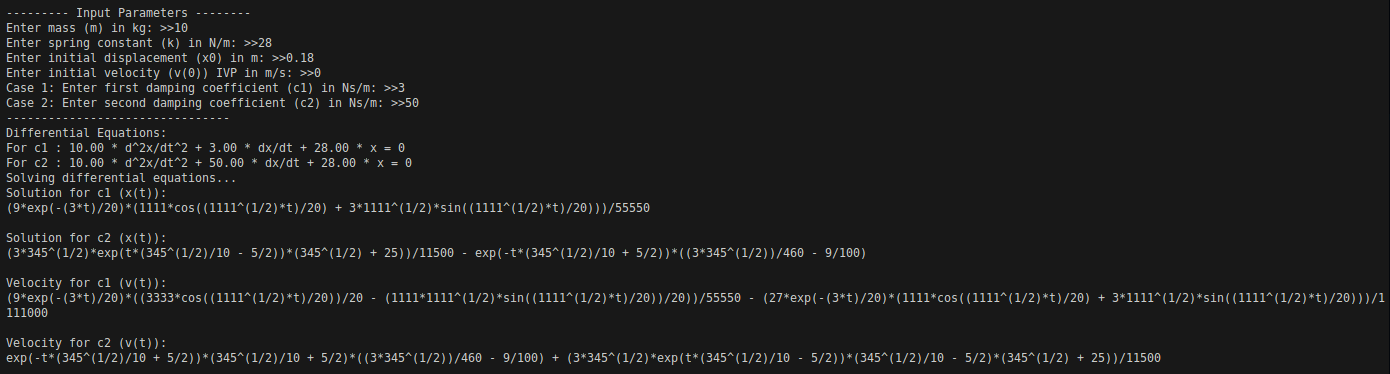 --------- Input Parameters --------
Enter mass (m) in kg: >>10
Enter spring constant (k) in N/m: >>28
Enter initial displacement (x0) in m: >>0.18
Enter initial velocity (v(0)) IVP in m/s: >>0
Case 1: Enter first damping coefficient (c1) in Ns/m: >>3
Case 2: Enter second damping coefficient (c2) in Ns/m: >>50
--------------------------------
Differential Equations:
For c1 : 10.00 * d^2x/dt^2 + 3.00 * dx/dt + 28.00 * x = 0
For c2 : 10.00 * d^2x/dt^2 + 50.00 * dx/dt + 28.00 * x = 0
Solving differential equations...
Solution for c1 (x(t)):
(9*exp(-(3*t)/20)*(1111*cos((1111^(1/2)*t)/20) + 3*1111^(1/2)*sin((1111^(1/2)*t)/20)))/55550
Solution for c2 (x(t)):
(3*345^(1/2)*exp(t*(345^(1/2)/10 - 5/2))*(345^(1/2) + 25))/11500 - exp(-t*(345^(1/2)/10 + 5/2))*((3*345^(1/2))/460 - 9/100)
Velocity for c1 (v(t)):
(9*exp(-(3*t)/20)*((3333*cos((1111^(1/2)*t)/20))/20 - (1111*1111^(1/2)*sin((1111^(1/2)*t)/20))/20))/55550 - (27*exp(-(3*t)/20)*(1111*cos((1111^(1/2)*t)/20) + 3*1111^(1/2)*sin((1111^(1/2)*t)/20)))/1
111000
Velocity for c2 (v(t)):
exp(-t*(345^(1/2)/10 + 5/2))*(345^(1/2)/10 + 5/2)*((3*345^(1/2))/460 - 9/100) + (3*345^(1/2)*exp(t*(345^(1/2)/10 - 5/2))*(345^(1/2)/10 - 5/2)*(345^(1/2) + 25))/11500